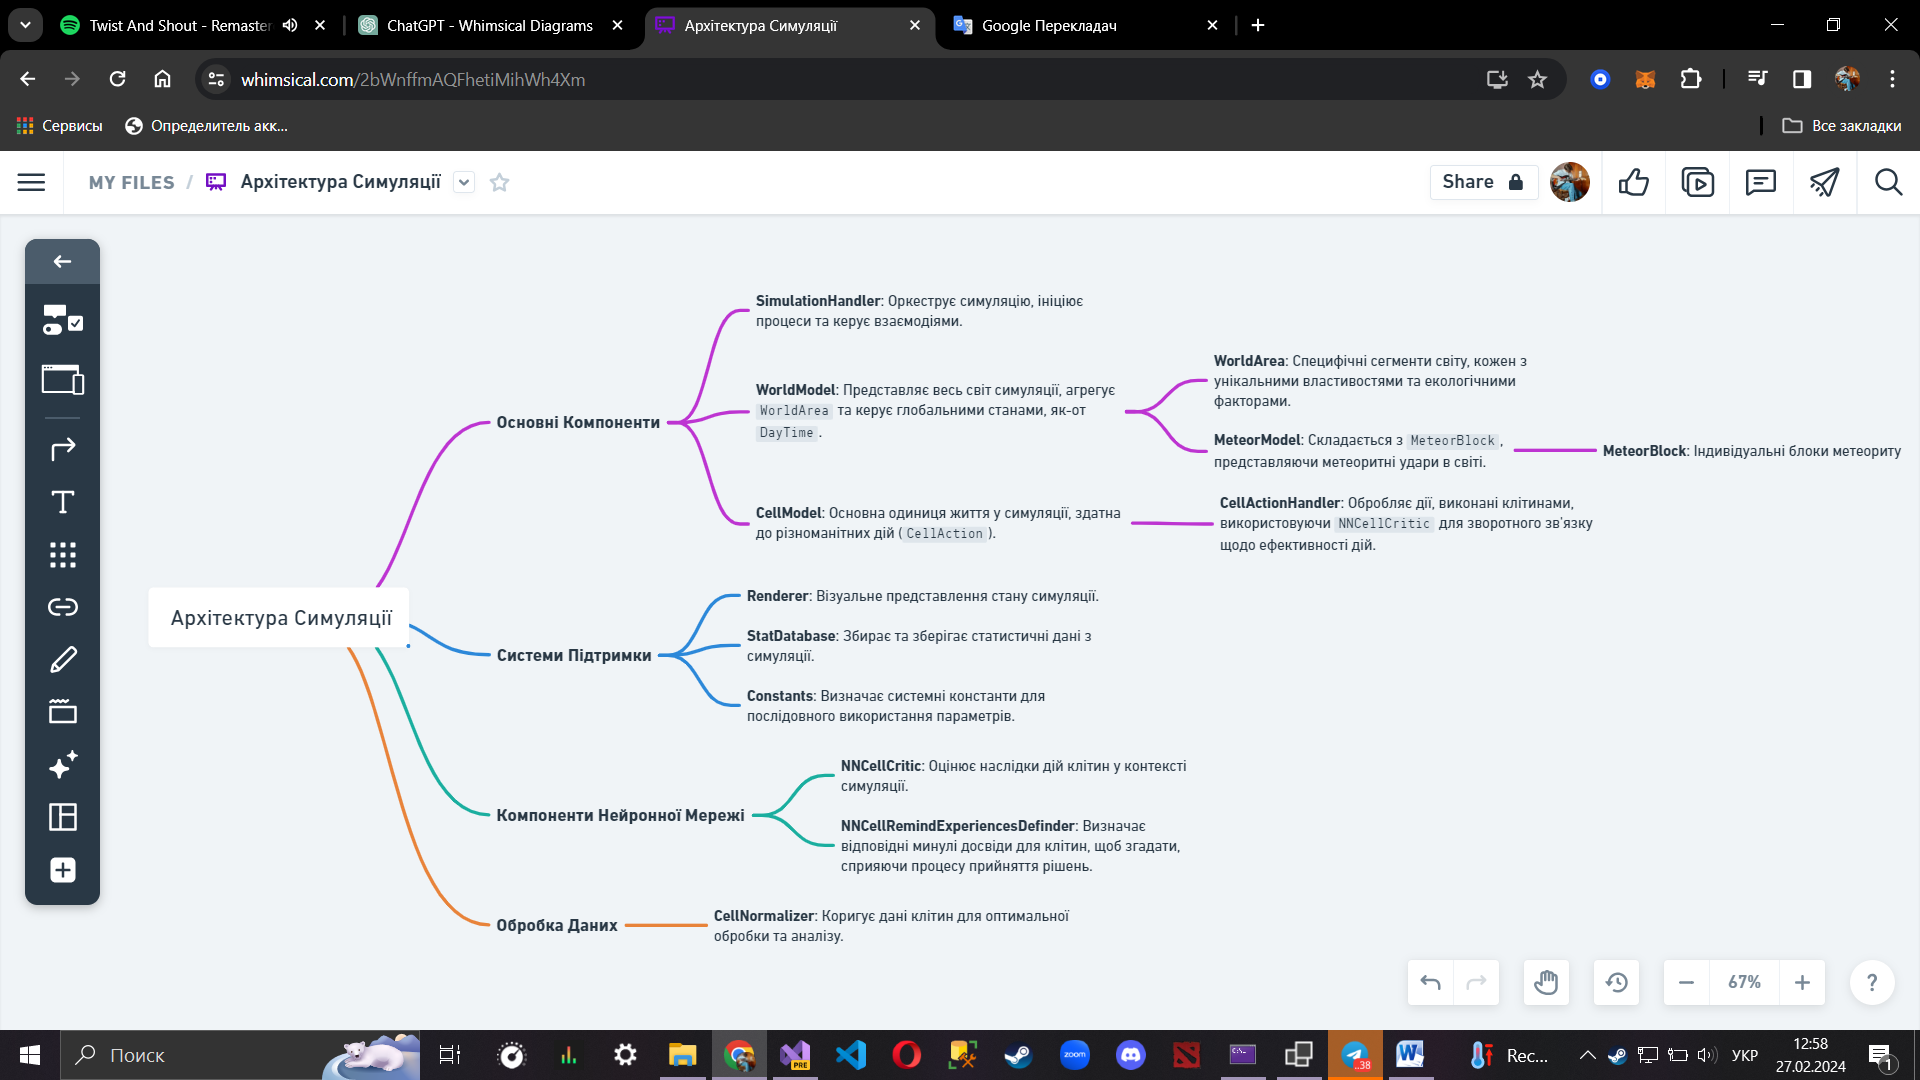 Twist And Shout - Remaster
ChatGPT - Whimsical Diagrams
Архітектура Симуляції
Google Перекладач
whimsical.com/2bWnffmAQFhetiMihWh4Xm
Сервисы
Определитель акк...
Все закладки
MY FILES / Архітектура Симуляції
Share
SimulationHandler: Оркеструє симуляцію, ініціює
процеси та керує взаємодіями.
WorldModel: Представляє весь світ симуляції, агрегує
WorldArea та керує глобальними станами, як-от
DayTime.
WorldArea: Специфічні сегменти світу, кожен з
унікальними властивостями та екологічними
факторами.
MeteorModel: Складається з MeteorBlock,
представляючи метеоритні удари в світі.
MeteorBlock: Індивідуальні блоки метеориту
Основні Компоненти
CellModel: Основна одиниця життя у симуляції, здатна
до різноманітних дій (CellAction).
CellActionHandler: Обробляє дії, виконані клітинами,
використовуючи NNCellCritic для зворотного зв'язку
щодо ефективності дій.
Архітектура Симуляції
Системи Підтримки
Renderer: Візуальне представлення стану симуляції.
StatDatabase: Збирає та зберігає статистичні дані з
симуляції.
Constants: Визначає системні константи для
послідовного використання параметрів.
Компоненти Нейронної Мережі
NNCellCritic: Оцінює наслідки дій клітин у контексті
симуляції.
NNCellRemindExperiencesDefinder: Визначає
відповідні минулі досвіди для клітин, щоб згадати,
сприяючи процесу прийняття рішень.
Обробка Даних
CellNormalizer: Коригує дані клітин для оптимальної
обробки та аналізу.
67%
?
Поиск
PRE
zoom
.38
Rec...
УКР
12:58
27.02.2024
1